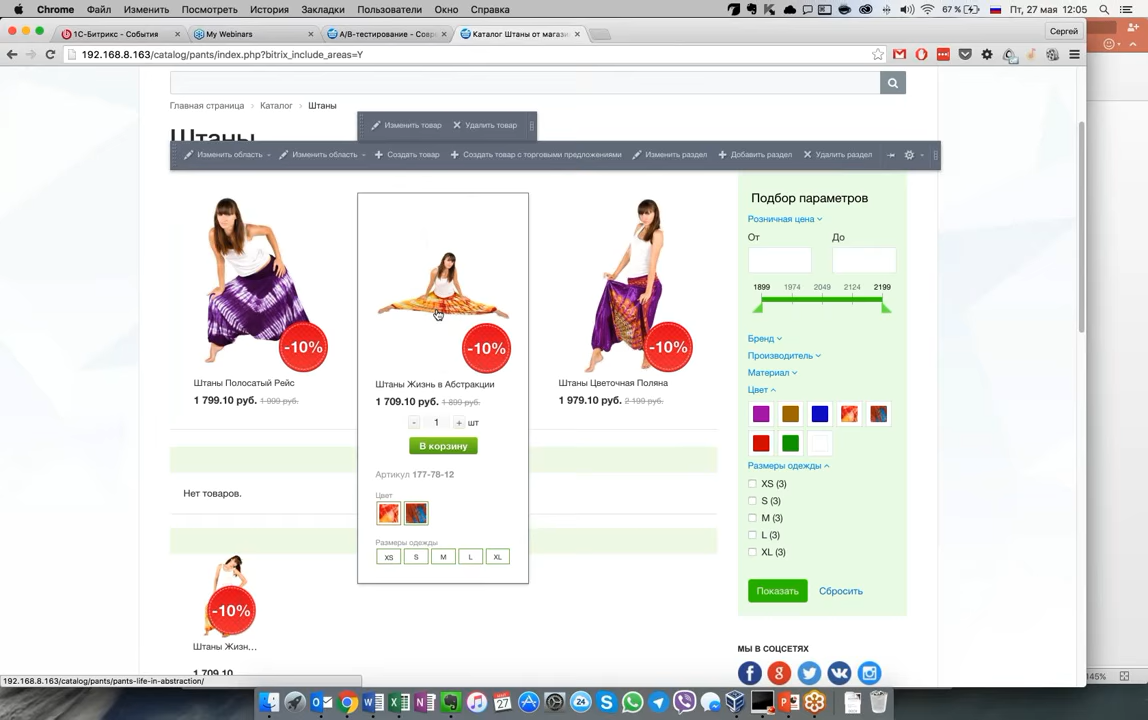 Chrome Файл Изменить Посмотреть История Закладки Пользователи Окно Справка 67 % Пт, 27 мая 12:05
1С-Битрикс - События My Webinars A/B-тестирование - Ссар Каталог Штаны от магази Сергей
192.168.8.163/catalog/pants/index.php?bitrix_include_areas=Y
Главная страница Каталог Штаны
Штаны
Изменить товар Удалить товар
Изменить область Изменить область Создать товар Создать товар с торговыми предложениями Изменить раздел Добавить раздел Удалить раздел
-10% -10% -10%
Штаны Полосатый Рейс Штаны Жизнь в Абстракции Штаны Цветочная Поляна
1 799.10 руб. 1 999 руб. 1 709.10 руб. 1 899 руб. 1 979.10 руб. 2 199 руб.
- 1 + шт
В корзину
Артикул 177-78-12
Цвет
Размеры одежды
XS S M L XL
Нет товаров.
-10%
Штаны Жизн...
1 709.10
Подбор параметров
Розничная цена
От До
1899 1974 2049 2124 2199
Бренд
Производитель
Материал
Цвет
Размеры одежды
XS (3)
S (3)
M (3)
L (3)
XL (3)
Показать Сбросить
МЫ В СОЦСЕТЯХ
192.168.8.163/catalog/pants/pants-life-in-abstraction/
145%